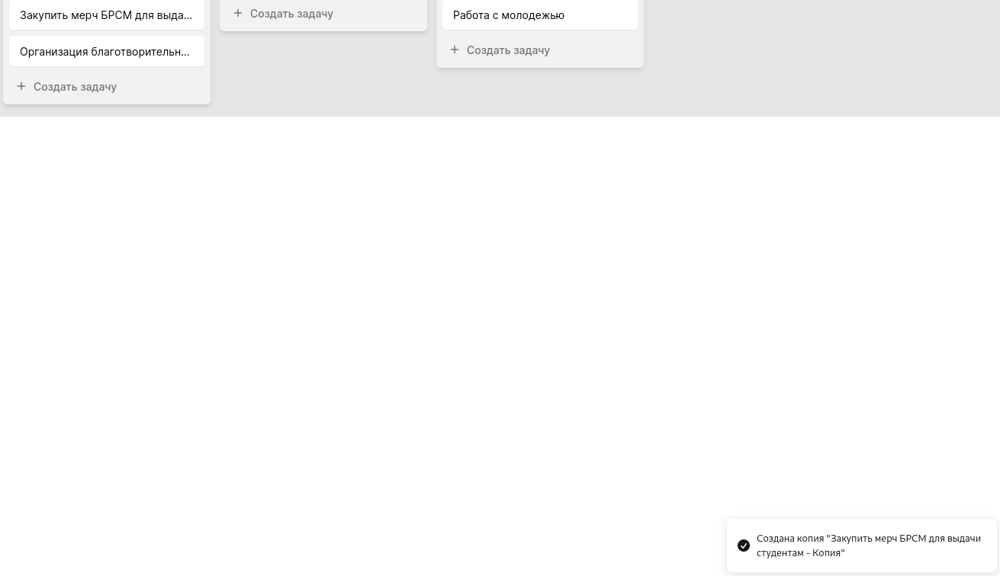 Закупить мерч БРСМ для выда...
Организация благотворительн...
Создать задачу
Создать задачу
Работа с молодежью
Создать задачу
Создана копия "Закупить мерч БРСМ для выдачи
студентам - Копия"